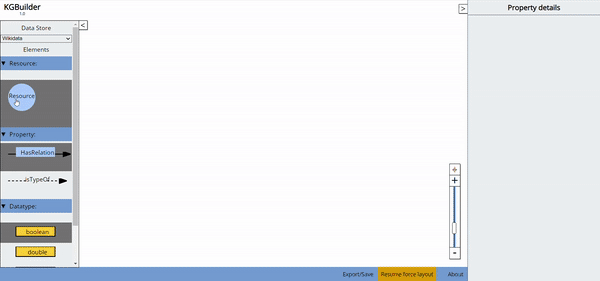 KGBuilder
1.0
Data Store
Wikidata
Elements
Resource:
Resource
Property:
HasRelation
isTypeOf
Datatype:
boolean
double
<
>
Property details
+
+
-
Export/Save
Resume force layout
About